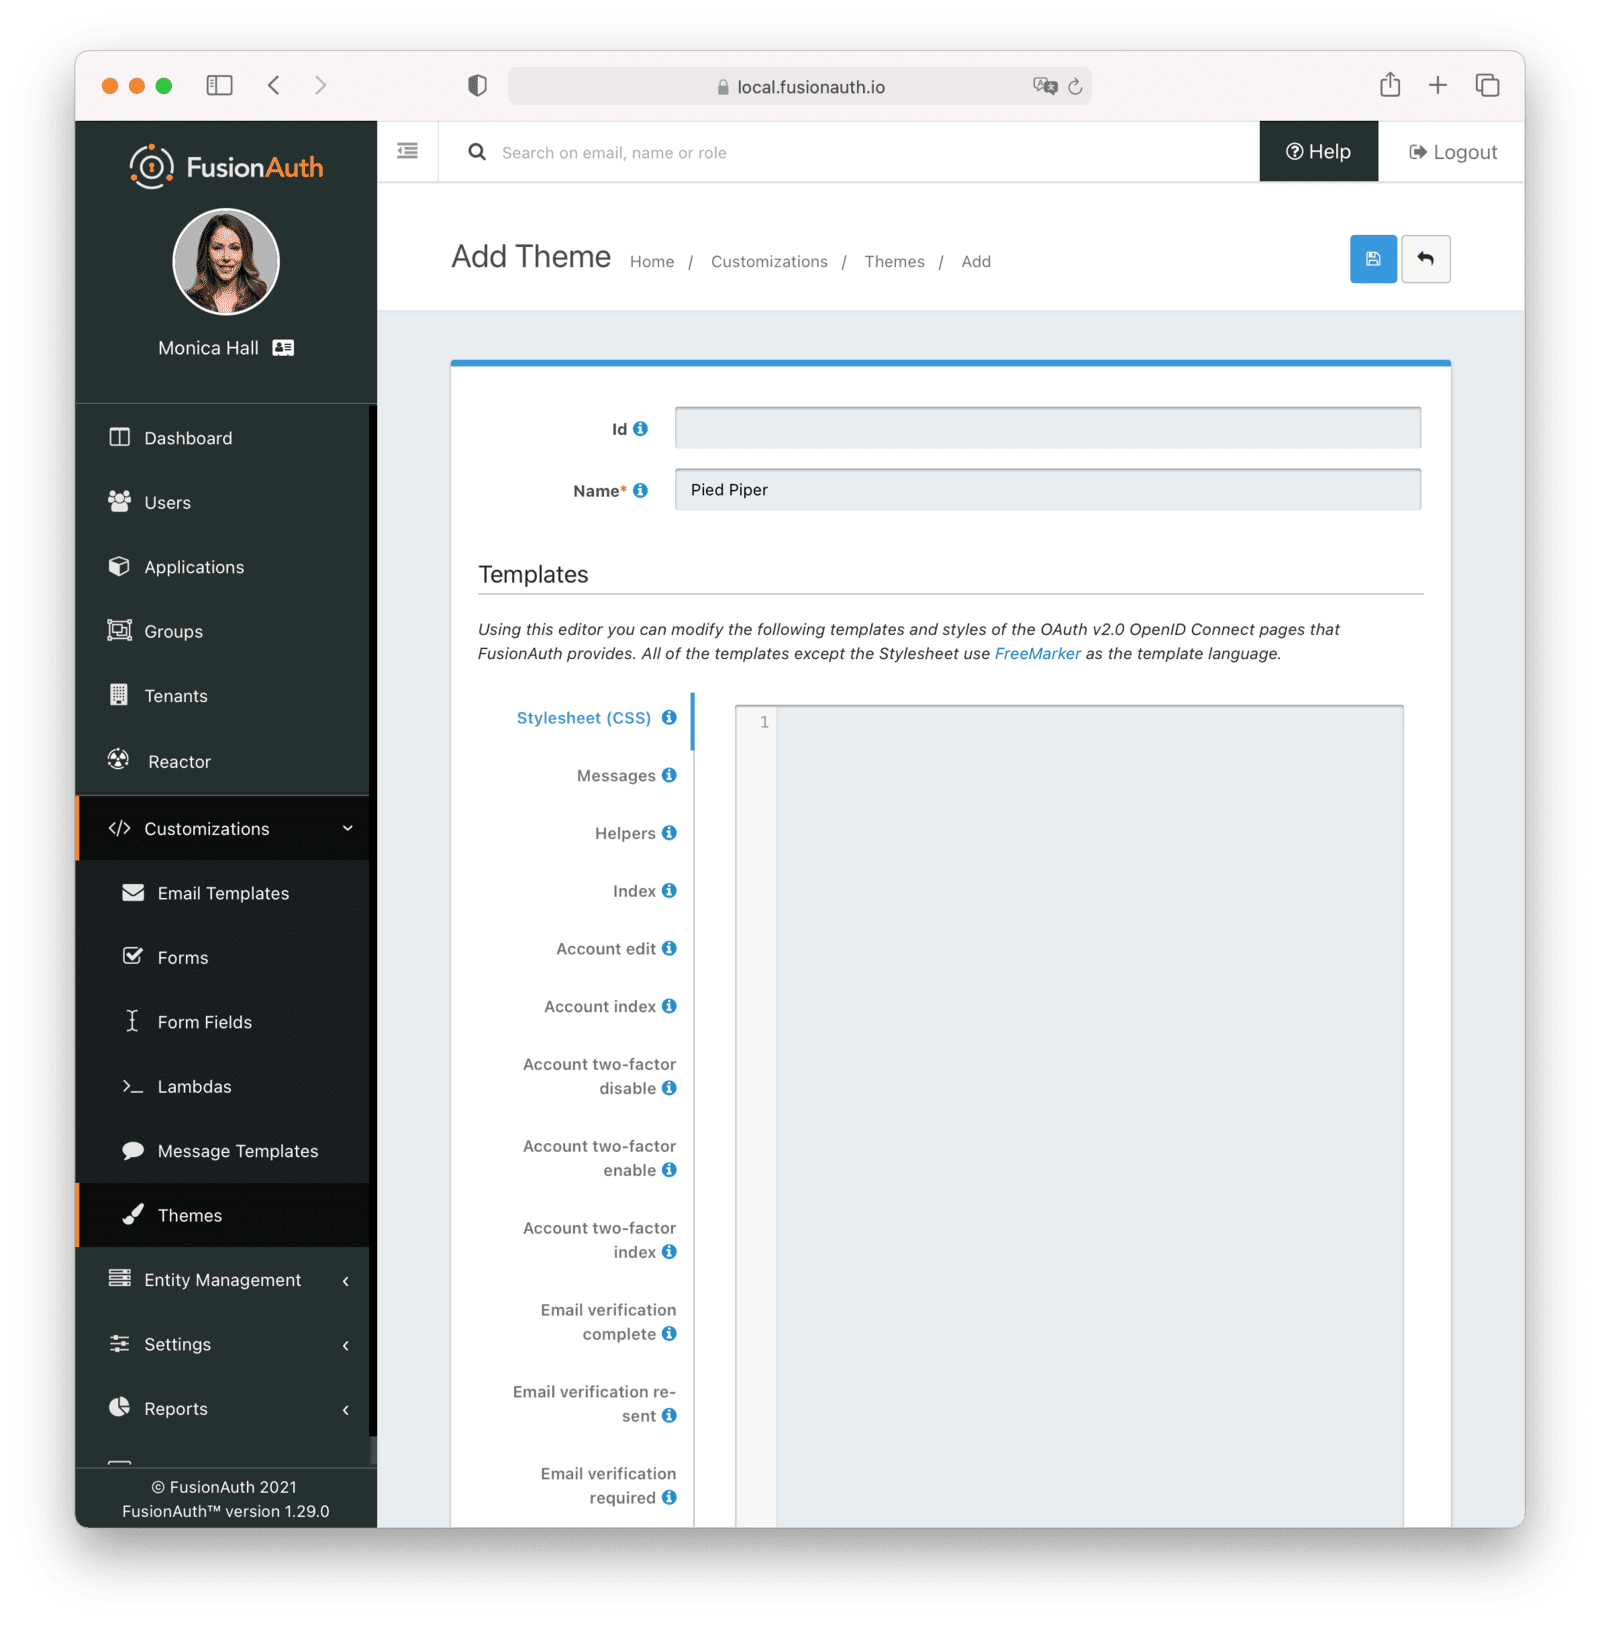 local.fusionauth.io
FusionAuth
Monica Hall
Dashboard
Users
Applications
Groups
Tenants
Reactor
Customizations
Email Templates
Forms
Form Fields
Lambdas
Message Templates
Themes
Entity Management
Settings
Reports
© FusionAuth 2021
FusionAuth™ version 1.29.0
Search on email, name or role
Help
Logout
Add Theme
Home / Customizations / Themes / Add
Id
Name*
Pied Piper
Templates
Using this editor you can modify the following templates and styles of the OAuth v2.0 OpenID Connect pages that
FusionAuth provides. All of the templates except the Stylesheet use FreeMarker as the template language.
Stylesheet (CSS)
1
Messages
Helpers
Index
Account edit
Account index
Account two-factor
disable
Account two-factor
enable
Account two-factor
index
Email verification
complete
Email verification re-
sent
Email verification
required